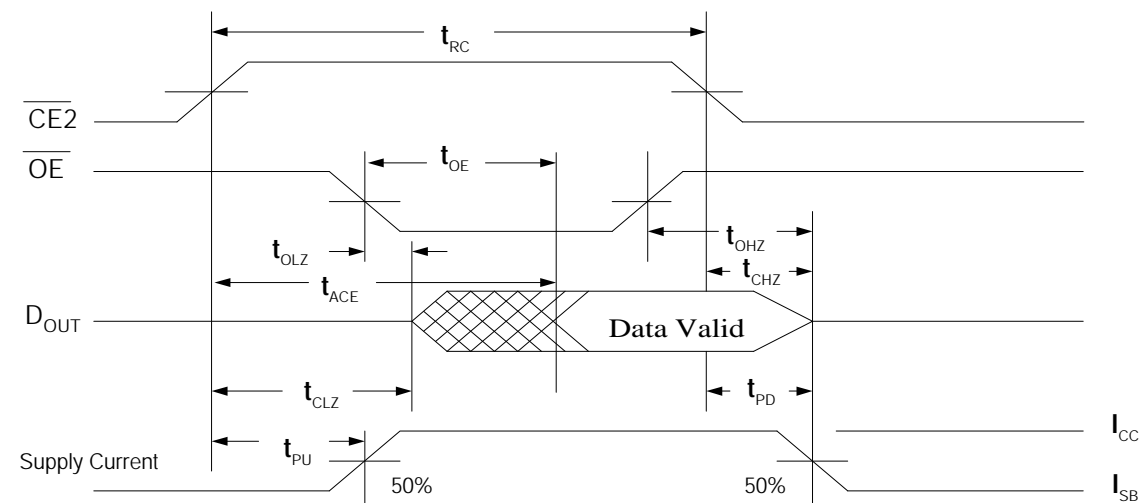 tRC
CE2
OE
tOE
tOLZ
tOHZ
tCHZ
tACE
DOUT
Data Valid
tCLZ
tPD
ICC
tPU
Supply Current
50%
50%
ISB